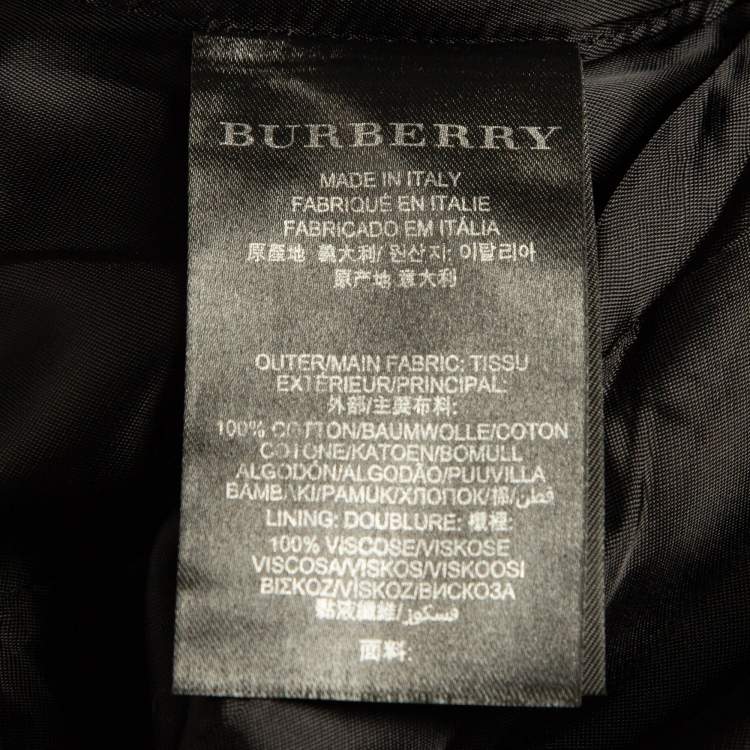 BURBERRY
MADE IN ITALY
FABRIQUÉ EN ITALIE
FABRICADO EM ITÁLIA
原產地 義大利/ 원산지: 이탈리아
原产地 意大利
OUTER/MAIN FABRIC: TISSU
EXTÉRIEUR/PRINCIPAL:
外部/主要布料:
100% COTTON/BAUMWOLLE/COTON
COTONE/KATOEN/BOMULL
ALGODÓN/ALGODÃO/PUUVILLA
BAMBAKI/PAMUK/ХЛОПОК/棉/قطن
LINING: DOUBLURE: 襯裡:
100% VISCOSE/VISKOSE
VISCOSA/VISKOS/VISKOOSI
ΒΙΣΚΟΖ/VİSKOZ/ВИСКОЗА
黏液纖維/فسكوز
面料: